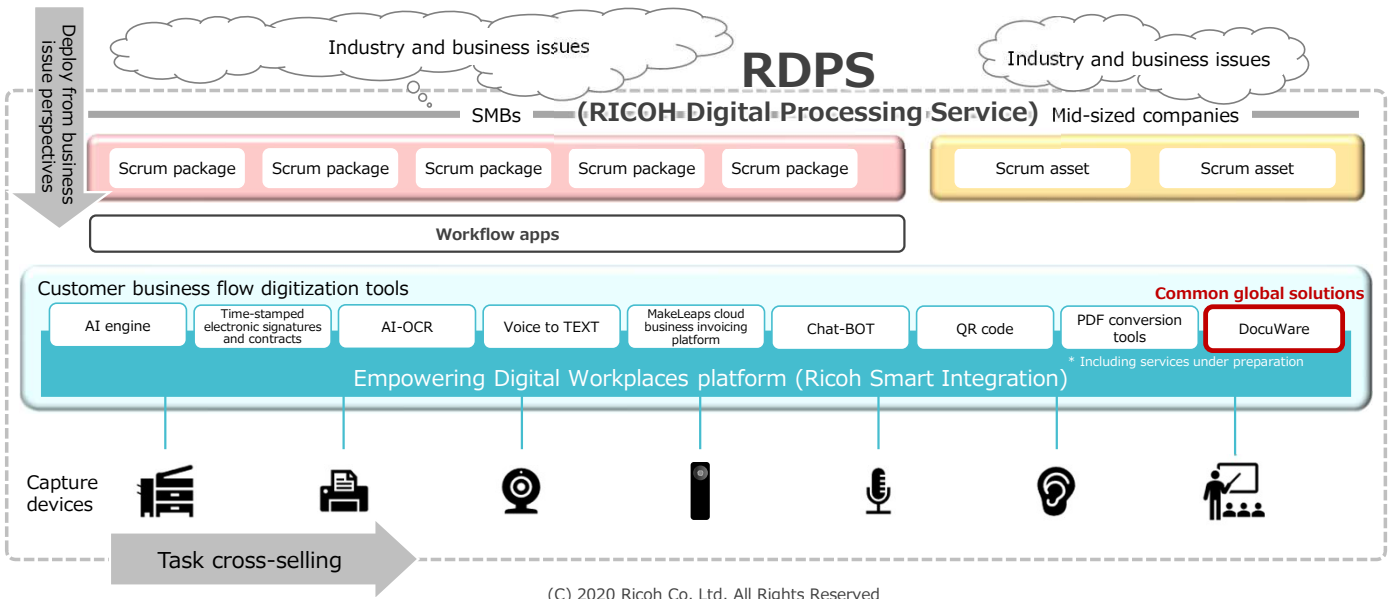 Deploy from business
issue perspectives
Industry and business issues
RDPS
Industry and business issues
SMBs
(RICOH Digital Processing Service)
Mid-sized companies
Scrum package
Scrum package
Scrum package
Scrum package
Scrum package
Scrum asset
Scrum asset
Workflow apps
Customer business flow digitization tools
Common global solutions
AI engine
Time-stamped
electronic signatures
and contracts
AI-OCR
Voice to TEXT
MakeLeaps cloud
business invoicing
platform
Chat-BOT
QR code
PDF conversion
tools
DocuWare
* Including services under preparation
Empowering Digital Workplaces platform (Ricoh Smart Integration)
Capture
devices
Task cross-selling
(C) 2020 Ricoh Co. Ltd. All Rights Reserved